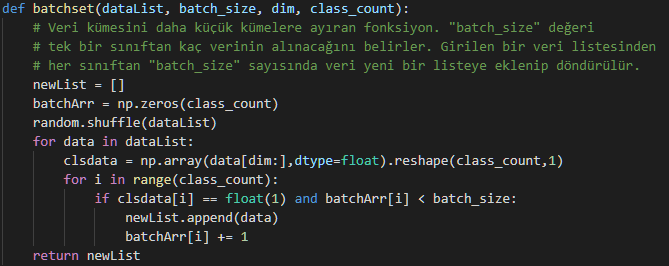 def batchset(dataList, batch_size, dim, class_count):
    # Veri kümesini daha küçük kümelere ayıran fonksiyon. "batch_size" değeri
    # tek bir sınıftan kaç verinin alınacağını belirler. Girilen bir veri listesinden
    # her sınıftan "batch_size" sayısında veri yeni bir listeye eklenip döndürülür.
    newList = []
    batchArr = np.zeros(class_count)
    random.shuffle(dataList)
    for data in dataList:
        clsdata = np.array(data[dim:],dtype=float).reshape(class_count,1)
        for i in range(class_count):
            if clsdata[i] == float(1) and batchArr[i] < batch_size:
                newList.append(data)
                batchArr[i] += 1
    return newList